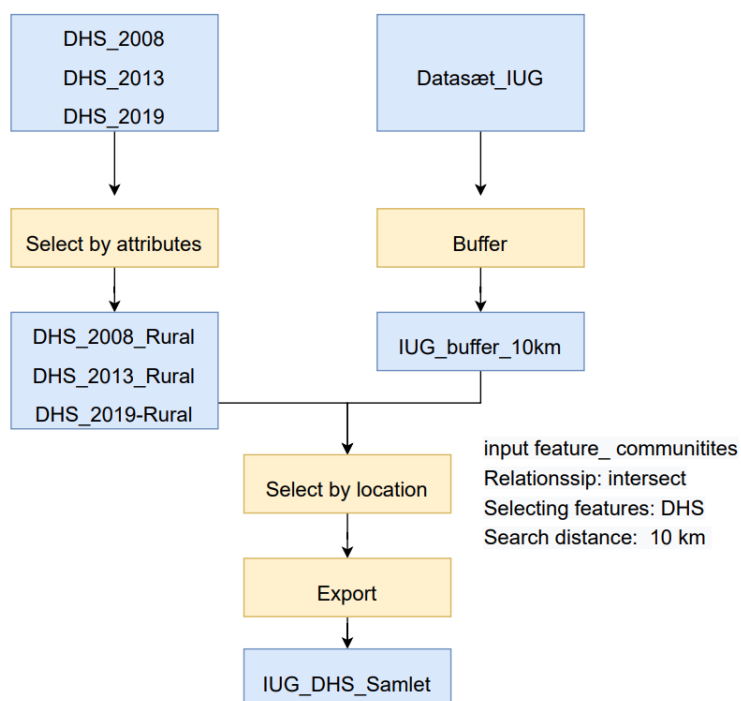 DHS_2008
DHS_2013
DHS_2019
Datasæt_IUG
Select by attributes
Buffer
DHS_2008_Rural
DHS_2013_Rural
DHS_2019-Rural
IUG_buffer_10km
input feature_ communitites
Relationssip: intersect
Selecting features: DHS
Search distance:  10 km
Select by location
Export
IUG_DHS_Samlet